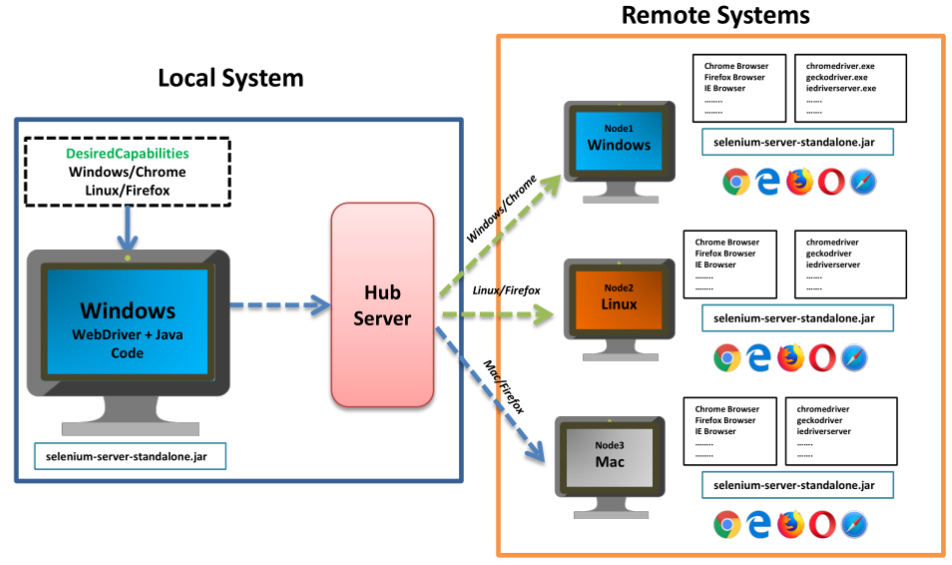 Remote Systems
Local System
DesiredCapabilities
Windows/Chrome
Linux/Firefox
Windows
WebDriver + Java
Code
selenium-server-standalone.jar
Hub
Server
Windows/Chrome
Linux/Firefox
Mac/Firefox
Node1
Windows
Chrome Browser
Firefox Browser
IE Browser
........
........
chromedriver.exe
geckodriver.exe
iedriverserver.exe
.......
.......
selenium-server-standalone.jar
Node2
Linux
Chrome Browser
Firefox Browser
IE Browser
........
........
chromedriver
geckodriver
iedriverserver
.......
.......
selenium-server-standalone.jar
Node3
Mac
Chrome Browser
Firefox Browser
IE Browser
........
........
chromedriver
geckodriver
iedriverserver
.......
.......
selenium-server-standalone.jar